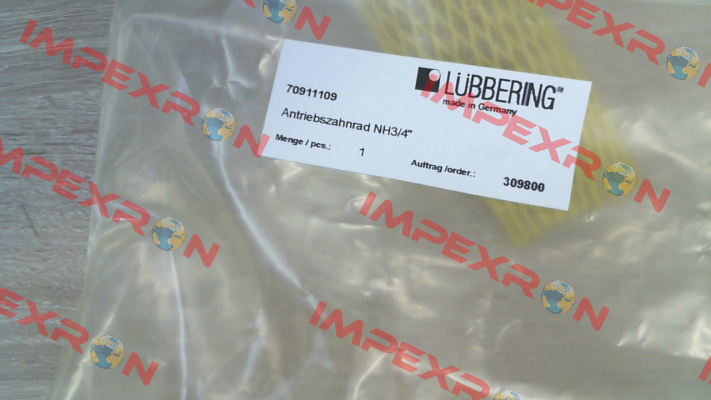 LÜBBERING®
made in Germany
70911109
Antriebszahnrad NH3/4"
Menge / pcs.: 1
Auftrag /order.: 309800
IMPEXRON
IMPEXRON
IMPEXRON
IMPEXRON
IMPEXRON
IMPEXRON
IMPEXRON